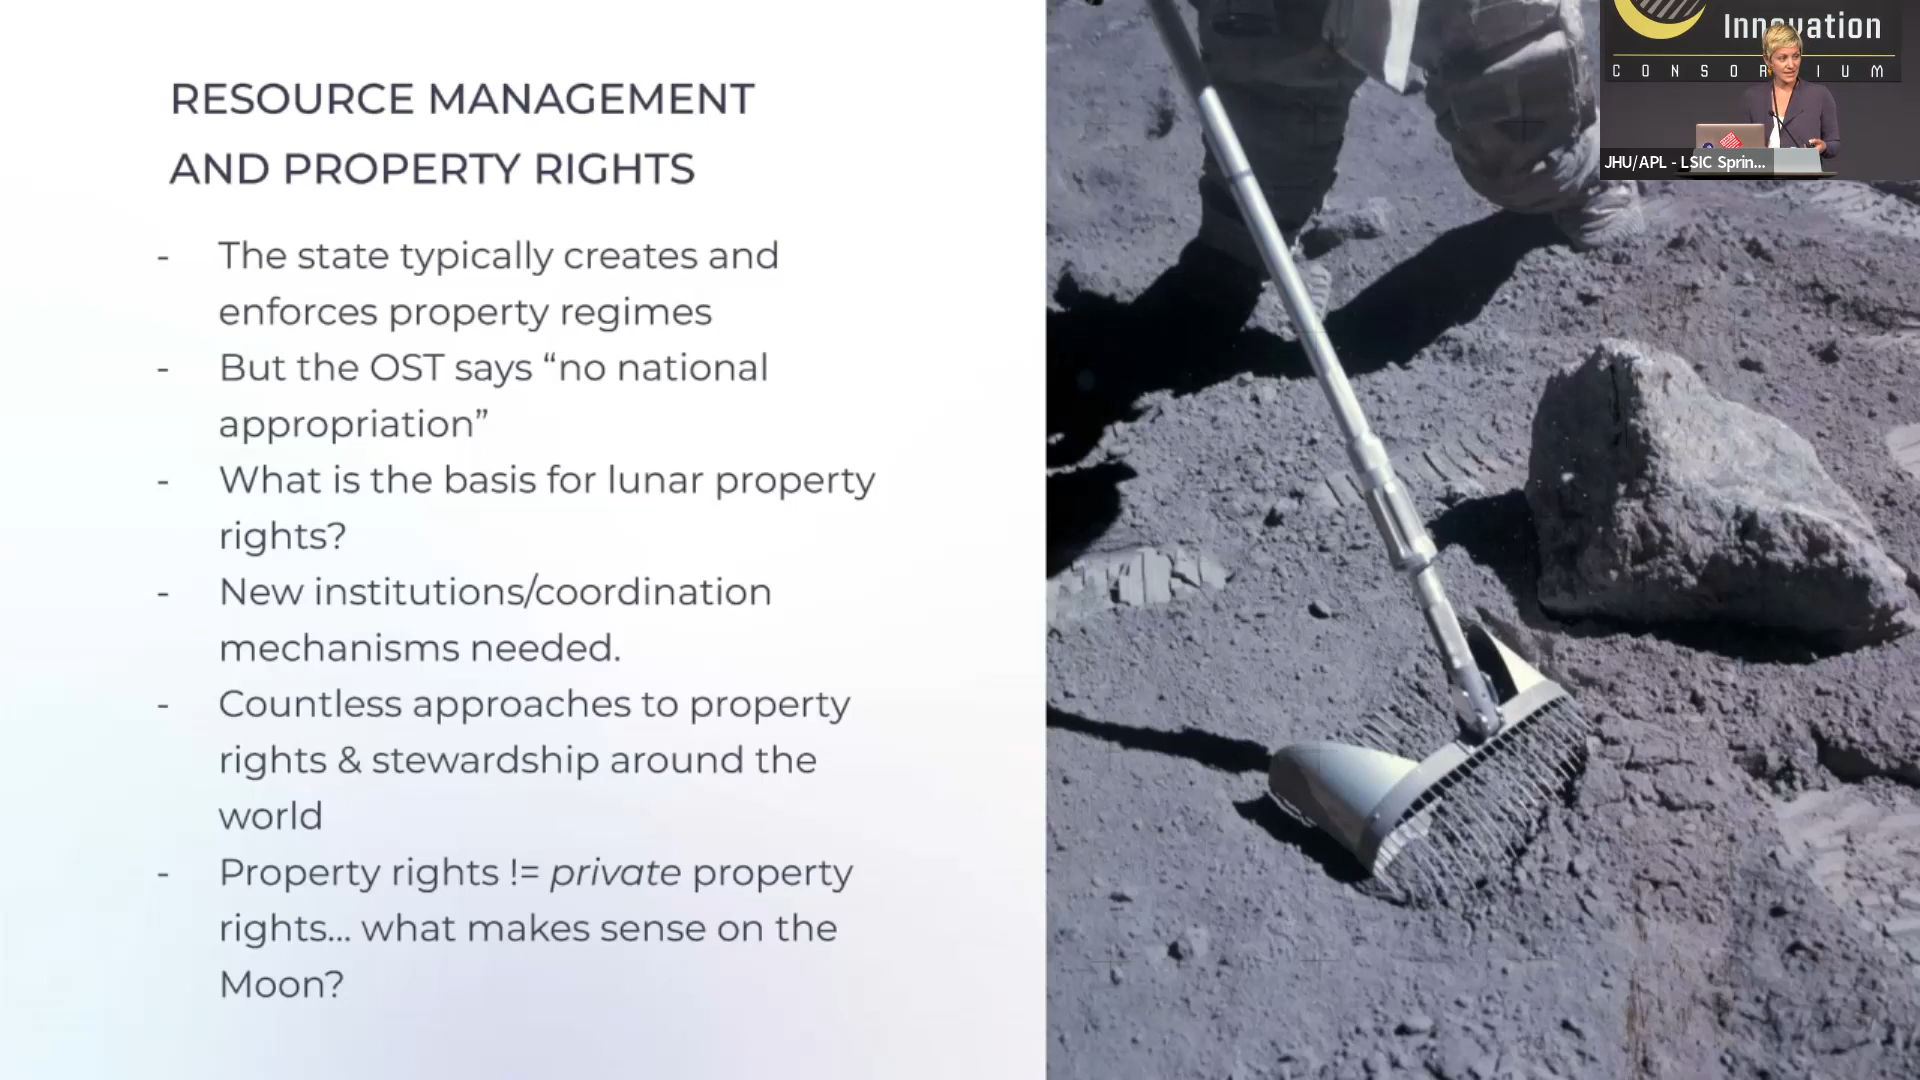 RESOURCE MANAGEMENT
AND PROPERTY RIGHTS
- The state typically creates and
enforces property regimes
- But the OST says “no national
appropriation”
- What is the basis for lunar property
rights?
- New institutions/coordination
mechanisms needed.
- Countless approaches to property
rights & stewardship around the
world
- Property rights != private property
rights... what makes sense on the
Moon?
Innovation
CONSORTIUM
JHU/APL - LSIC Sprin...